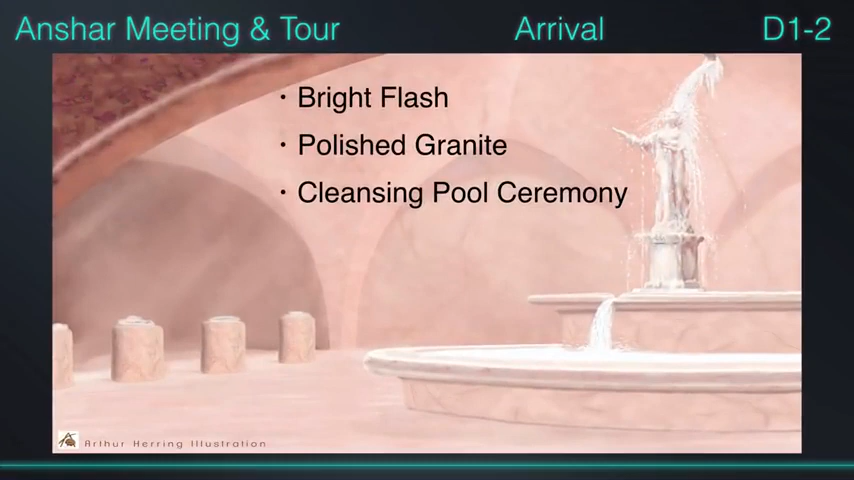 Anshar Meeting & Tour Arrival D1-2
· Bright Flash
· Polished Granite
· Cleansing Pool Ceremony
Arthur Herring Illustration